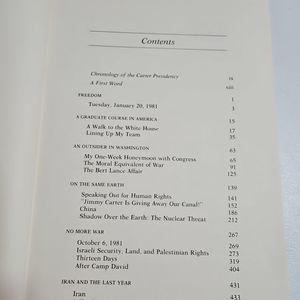 Contents
Chronology of the Carter Presidency ix
A First Word xiii
FREEDOM 1
Tuesday, January 20, 1981 3
A GRADUATE COURSE IN AMERICA 15
A Walk to the White House 17
Lining Up My Team 35
AN OUTSIDER IN WASHINGTON 63
My One-Week Honeymoon with Congress 65
The Moral Equivalent of War 91
The Bert Lance Affair 125
ON THE SAME EARTH 139
Speaking Out for Human Rights 141
"Jimmy Carter Is Giving Away Our Canal!" 152
China 186
Shadow Over the Earth: The Nuclear Threat 212
NO MORE WAR 267
October 6, 1981 269
Israeli Security, Land, and Palestinian Rights 273
Thirteen Days 319
After Camp David 404
IRAN AND THE LAST YEAR 431
Iran 433